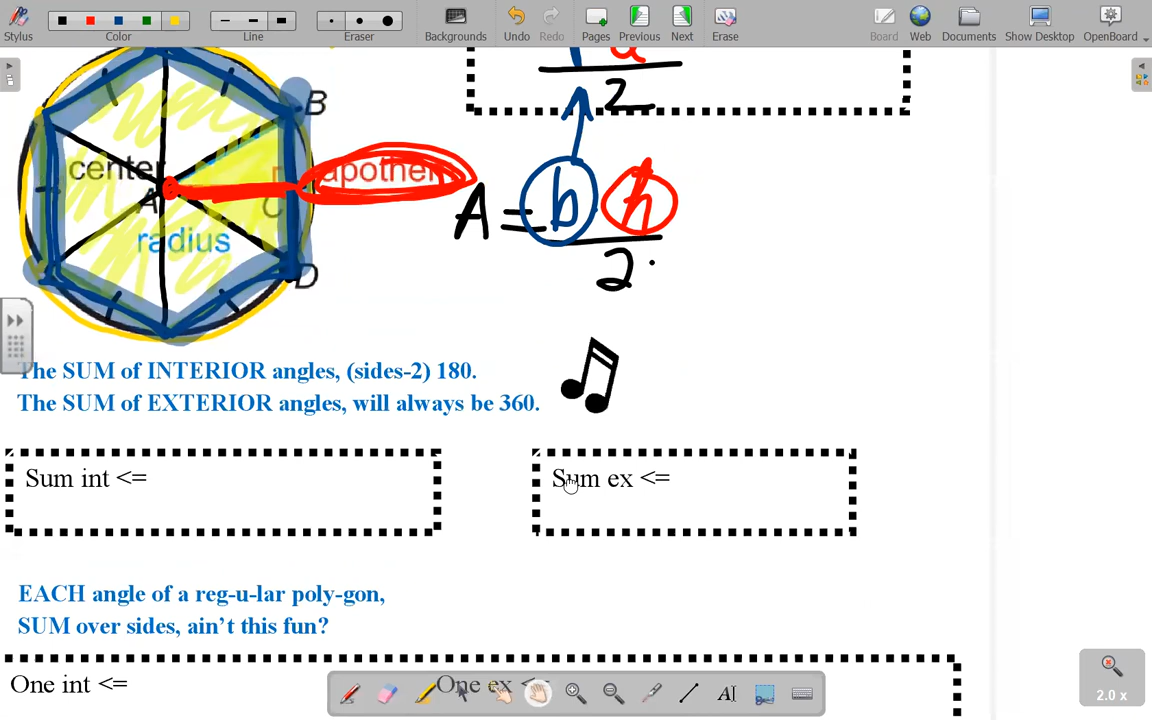 Stylus Color Line Eraser Backgrounds Undo Redo Pages Previous Next Erase Board Web Documents Show Desktop OpenBoard
a
2
B
center
apothem
A
C
radius
D
A = b · h
2
The SUM of INTERIOR angles, (sides-2) 180.
The SUM of EXTERIOR angles, will always be 360.
Sum int <=
Sum ex <=
EACH angle of a reg-u-lar poly-gon,
SUM over sides, ain't this fun?
One int <=
One ex <=
2.0 x